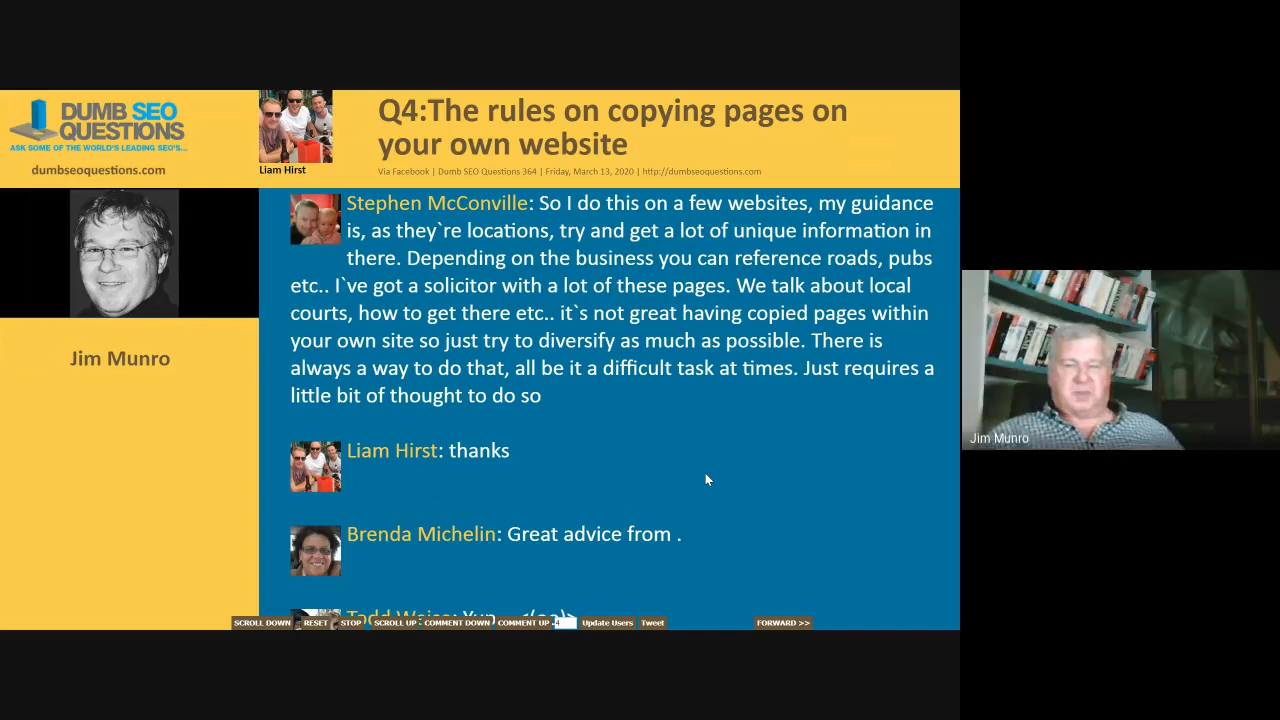 DUMB SEO
QUESTIONS
ASK SOME OF THE WORLD'S LEADING SEO'S...
dumbseoquestions.com
Liam Hirst
Q4:The rules on copying pages on
your own website
Via Facebook | Dumb SEO Questions 364 | Friday, March 13, 2020 | http://dumbseoquestions.com
Jim Munro
Stephen McConville: So I do this on a few websites, my guidance
is, as they`re locations, try and get a lot of unique information in
there. Depending on the business you can reference roads, pubs
etc.. I`ve got a solicitor with a lot of these pages. We talk about local
courts, how to get there etc.. it`s not great having copied pages within
your own site so just try to diversify as much as possible. There is
always a way to do that, all be it a difficult task at times. Just requires a
little bit of thought to do so
Liam Hirst: thanks
Brenda Michelin: Great advice from .
Todd
SCROLL DOWN RESET STOP SCROLL UP COMMENT DOWN COMMENT UP 4 Update Users Tweet FORWARD >>
Jim Munro